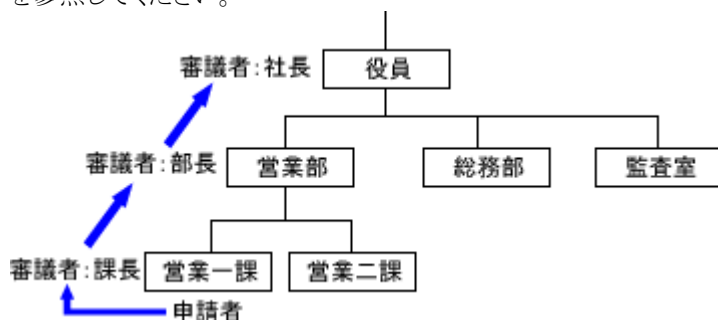 を参照してください。
審議者：社長 役員
審議者：部長 営業部 総務部 監査室
審議者：課長 営業一課 営業二課
申請者